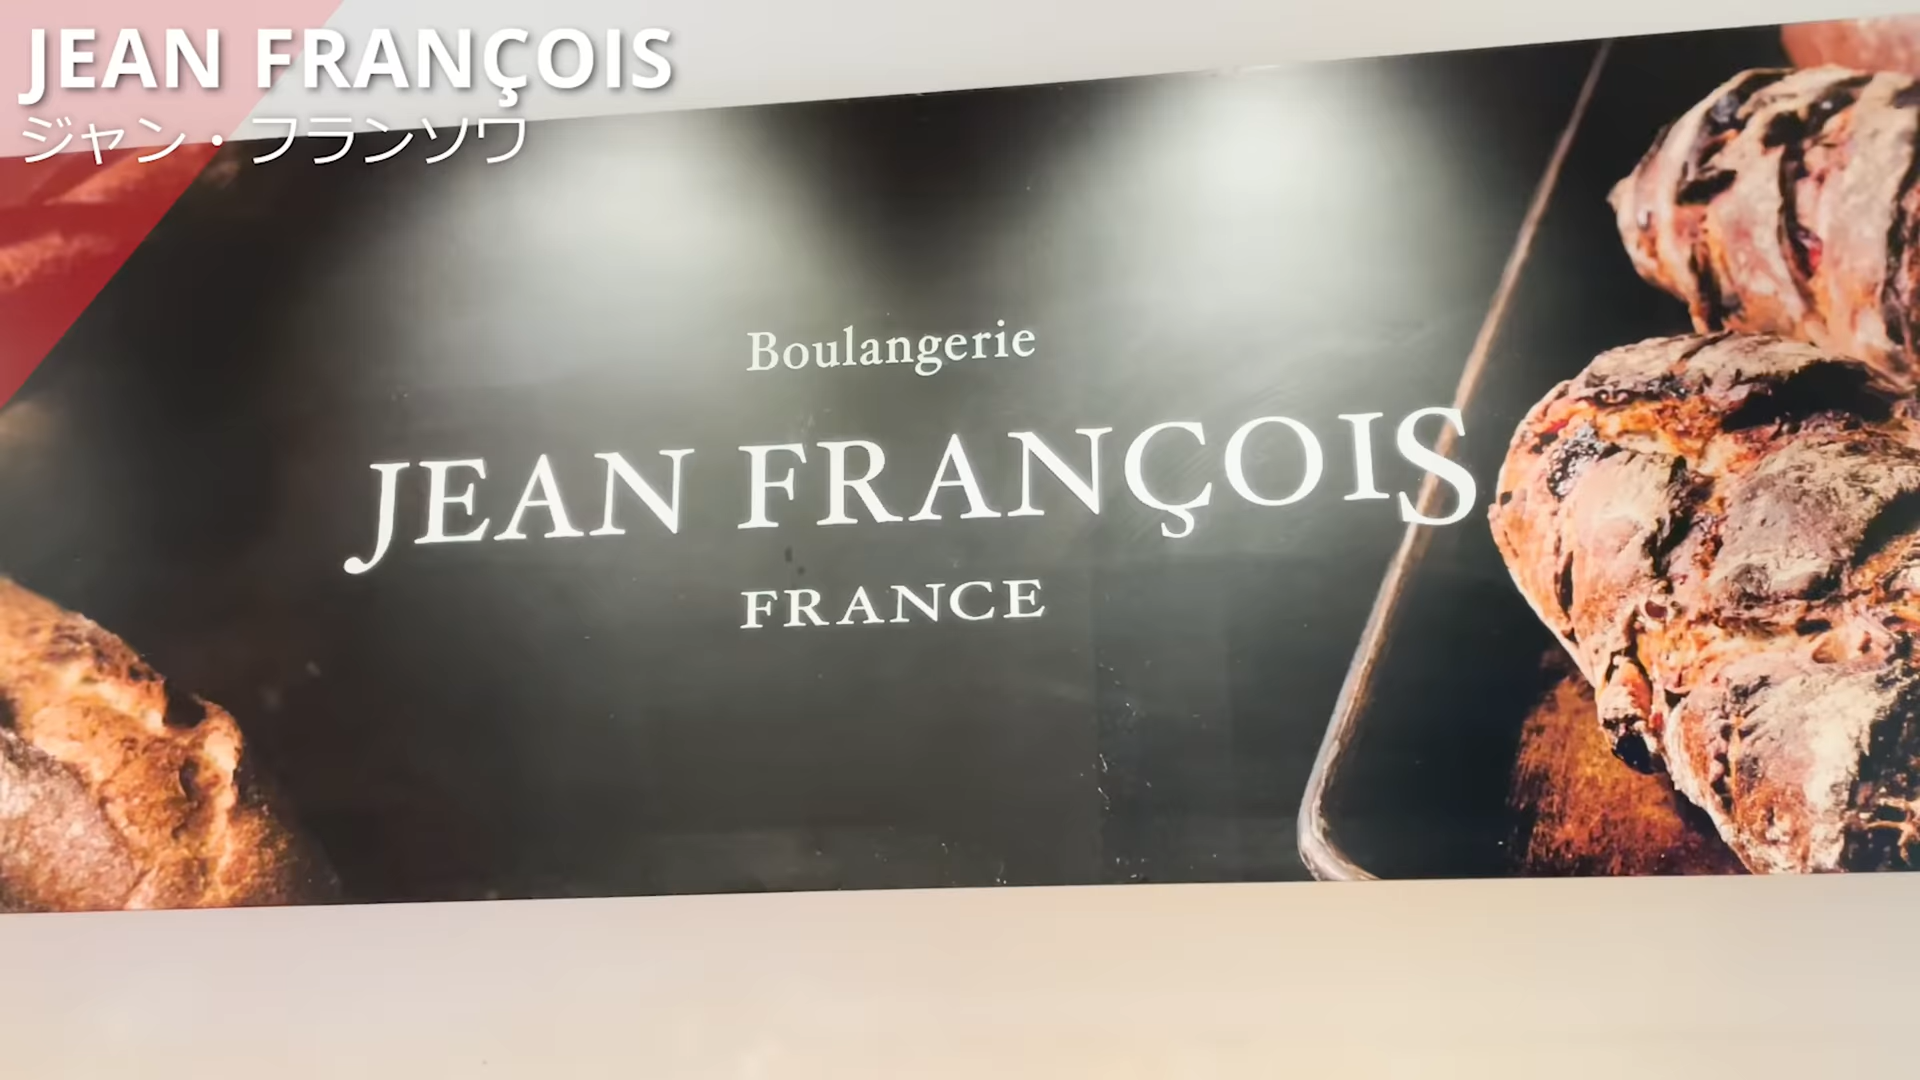 JEAN FRANÇOIS
ジャン・フランソワ
Boulangerie
JEAN FRANÇOIS
FRANCE